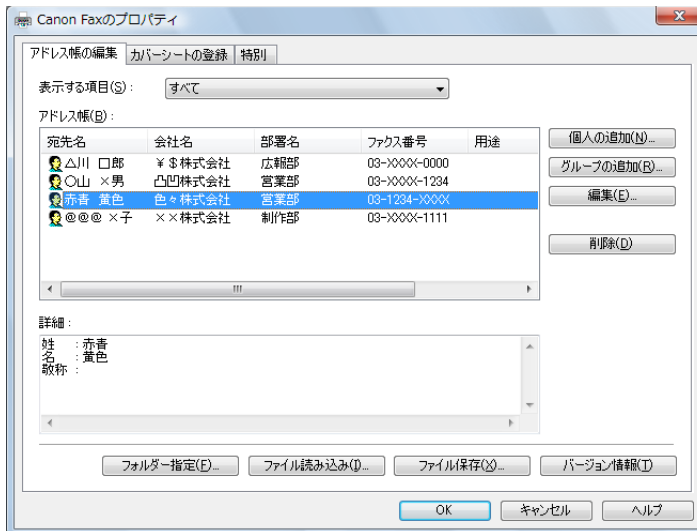 Canon Faxのプロパティ
アドレス帳の編集 カバーシートの登録 特別
表示する項目(S): すべて
アドレス帳(B):
宛先名 会社名 部署名 ファクス番号 用途
△川 口郎 ¥$株式会社 広報部 03-XXXX-0000
○山 ×男 凸凹株式会社 営業部 03-XXXX-1234
赤青 黄色 色々株式会社 営業部 03-1234-XXXX
@@@ ×子 ××株式会社 制作部 03-XXXX-1111
個人の追加(N)...
グループの追加(R)...
編集(E)...
削除(D)
詳細:
姓 :赤青
名 :黄色
敬称 :
フォルダー指定(F)... ファイル読み込み(I)... ファイル保存(X)... バージョン情報(T)
OK キャンセル ヘルプ